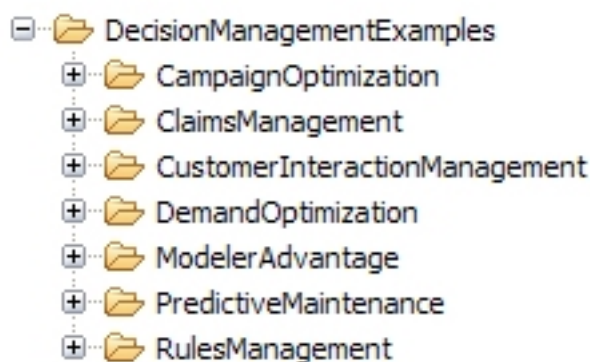 DecisionManagementExamples
CampaignOptimization
ClaimsManagement
CustomerInteractionManagement
DemandOptimization
ModelerAdvantage
PredictiveMaintenance
RulesManagement